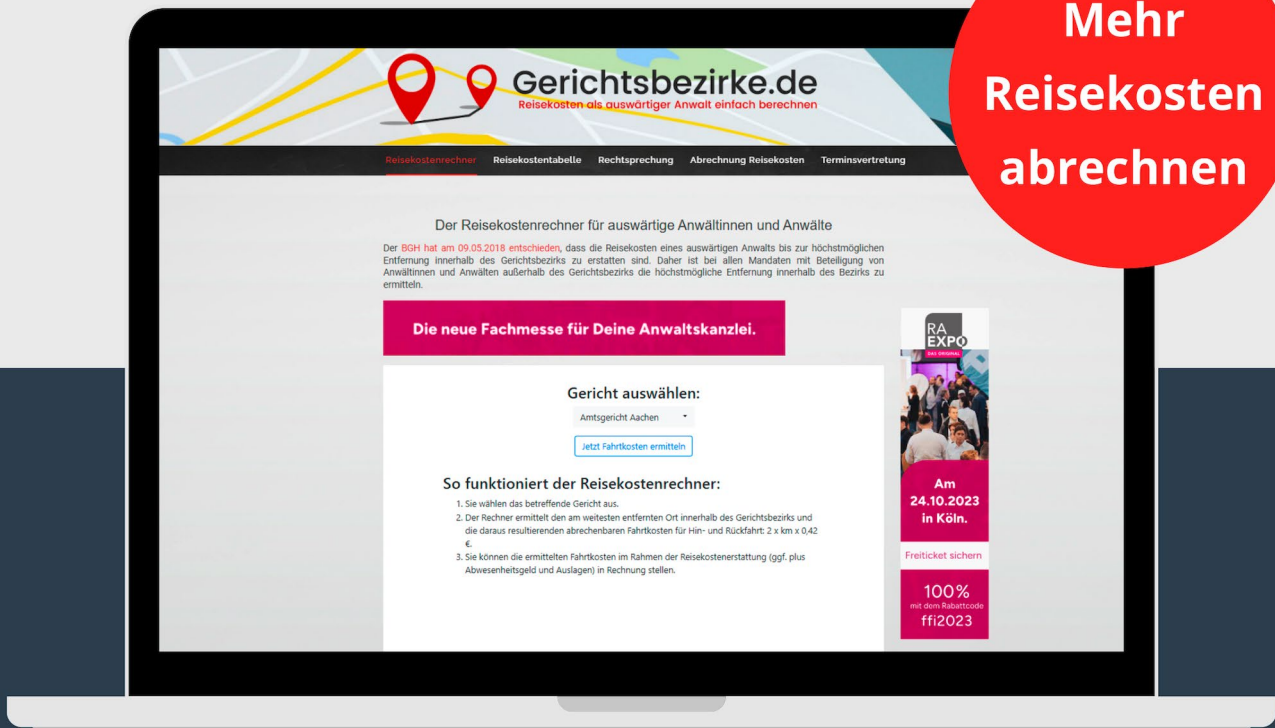 Mehr
Reisekosten
abrechnen
Gerichtsbezirke.de
Reisekosten als auswärtiger Anwalt einfach berechnen
Reisekostenrechner Reisekostentabelle Rechtsprechung Abrechnung Reisekosten Terminsvertretung
Der Reisekostenrechner für auswärtige Anwältinnen und Anwälte
Der BGH hat am 09.05.2018 entschieden, dass die Reisekosten eines auswärtigen Anwalts bis zur höchstmöglichen
Entfernung innerhalb des Gerichtsbezirks zu erstatten sind. Daher ist bei allen Mandaten mit Beteiligung von
Anwältinnen und Anwälten außerhalb des Gerichtsbezirks die höchstmögliche Entfernung innerhalb des Bezirks zu
ermitteln.
Die neue Fachmesse für Deine Anwaltskanzlei.
Gericht auswählen:
Amtsgericht Aachen
Jetzt Fahrtkosten ermitteln
So funktioniert der Reisekostenrechner:
1. Sie wählen das betreffende Gericht aus.
2. Der Rechner ermittelt den am weitesten entfernten Ort innerhalb des Gerichtsbezirks und
die daraus resultierenden abrechenbaren Fahrtkosten für Hin- und Rückfahrt: 2 x km x 0,42
€.
3. Sie können die ermittelten Fahrtkosten im Rahmen der Reisekostenerstattung (ggf. plus
Abwesenheitsgeld und Auslagen) in Rechnung stellen.
RA
EXPO
DAS ORIGINAL
Am
24.10.2023
in Köln.
Freiticket sichern
100%
mit dem Rabattcode
ffi2023